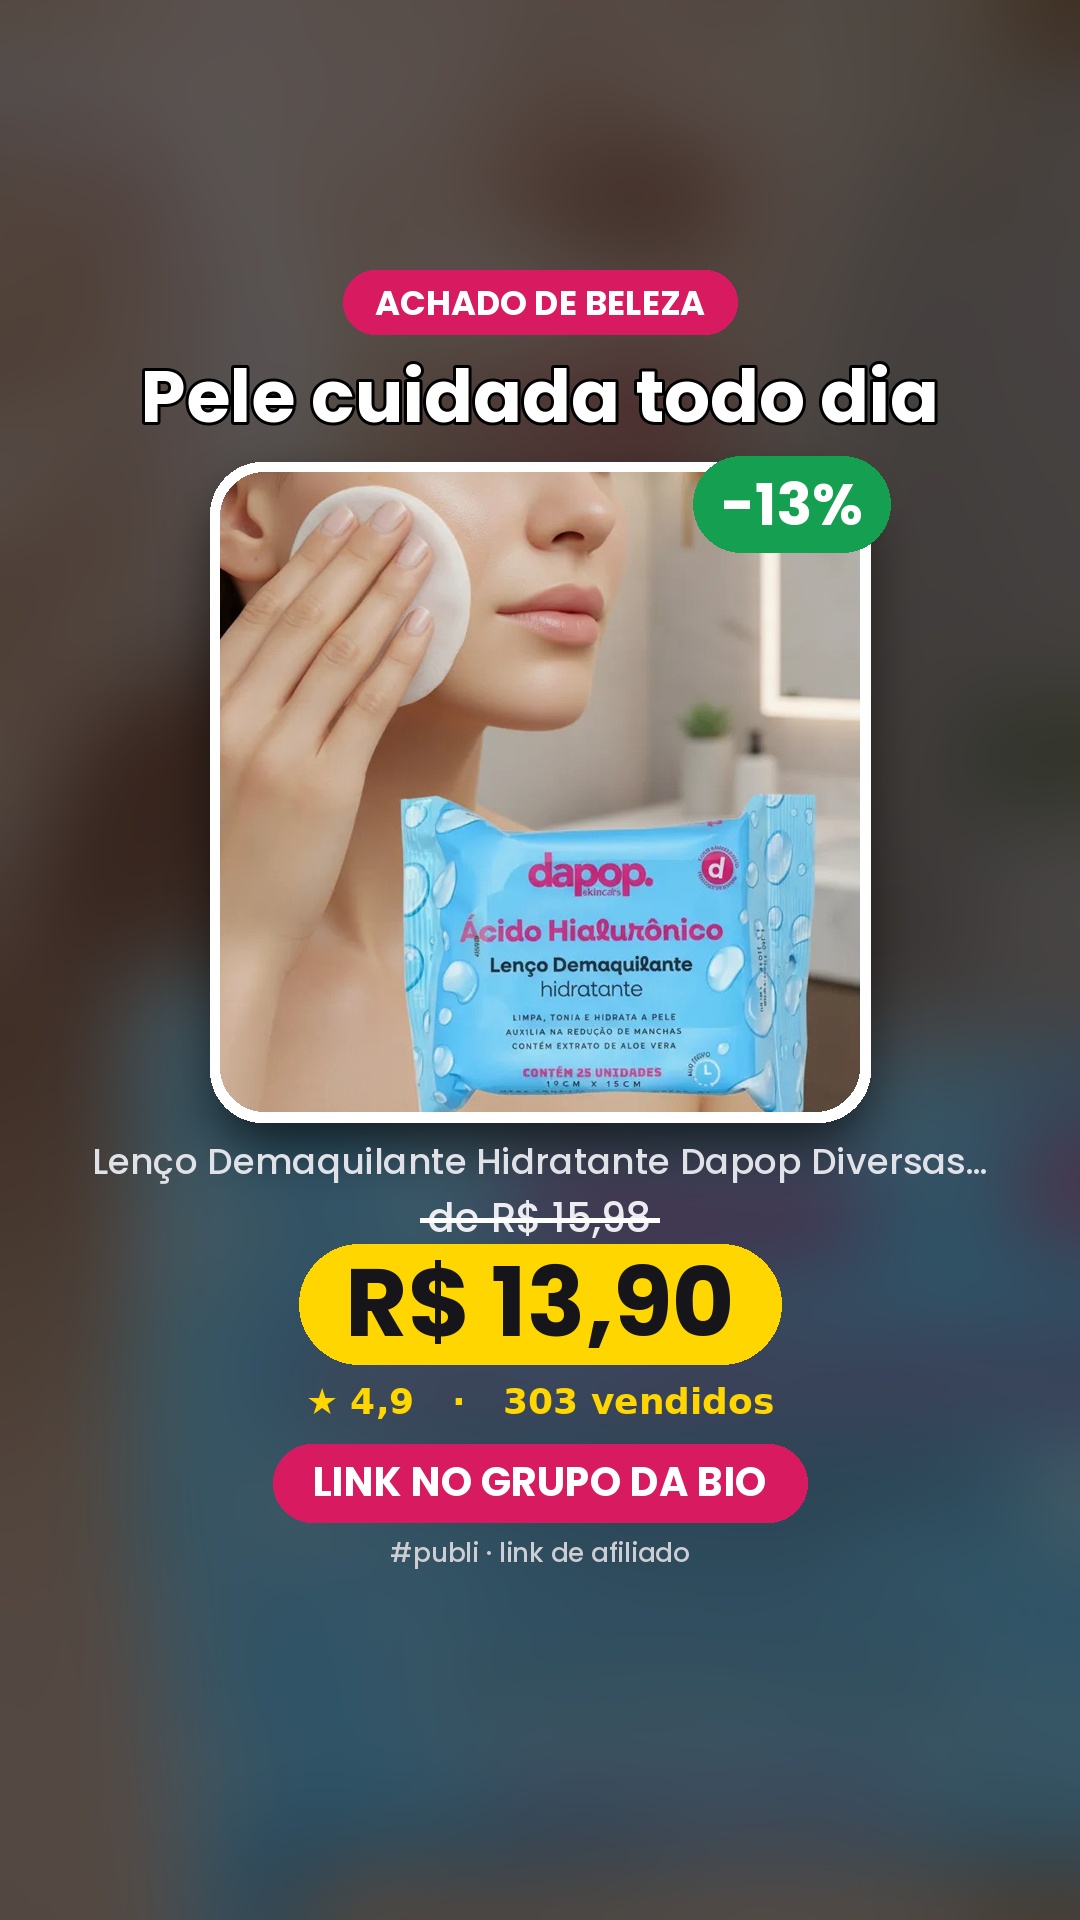 ACHADO DE BELEZA
Pele cuidada todo dia
-13%
dapop.
skincare
d
Ácido Hialurônico
Lenço Demaquilante
hidratante
LIMPA, TONIA E HIDRATA A PELE
AUXILIA NA REDUÇÃO DE MANCHAS
CONTÉM EXTRATO DE ALOE VERA
CONTÉM 25 UNIDADES
19CM X 15CM
Lenço Demaquilante Hidratante Dapop Diversas...
de R$ 15,98
R$ 13,90
★ 4,9 · 303 vendidos
LINK NO GRUPO DA BIO
#publi · link de afiliado